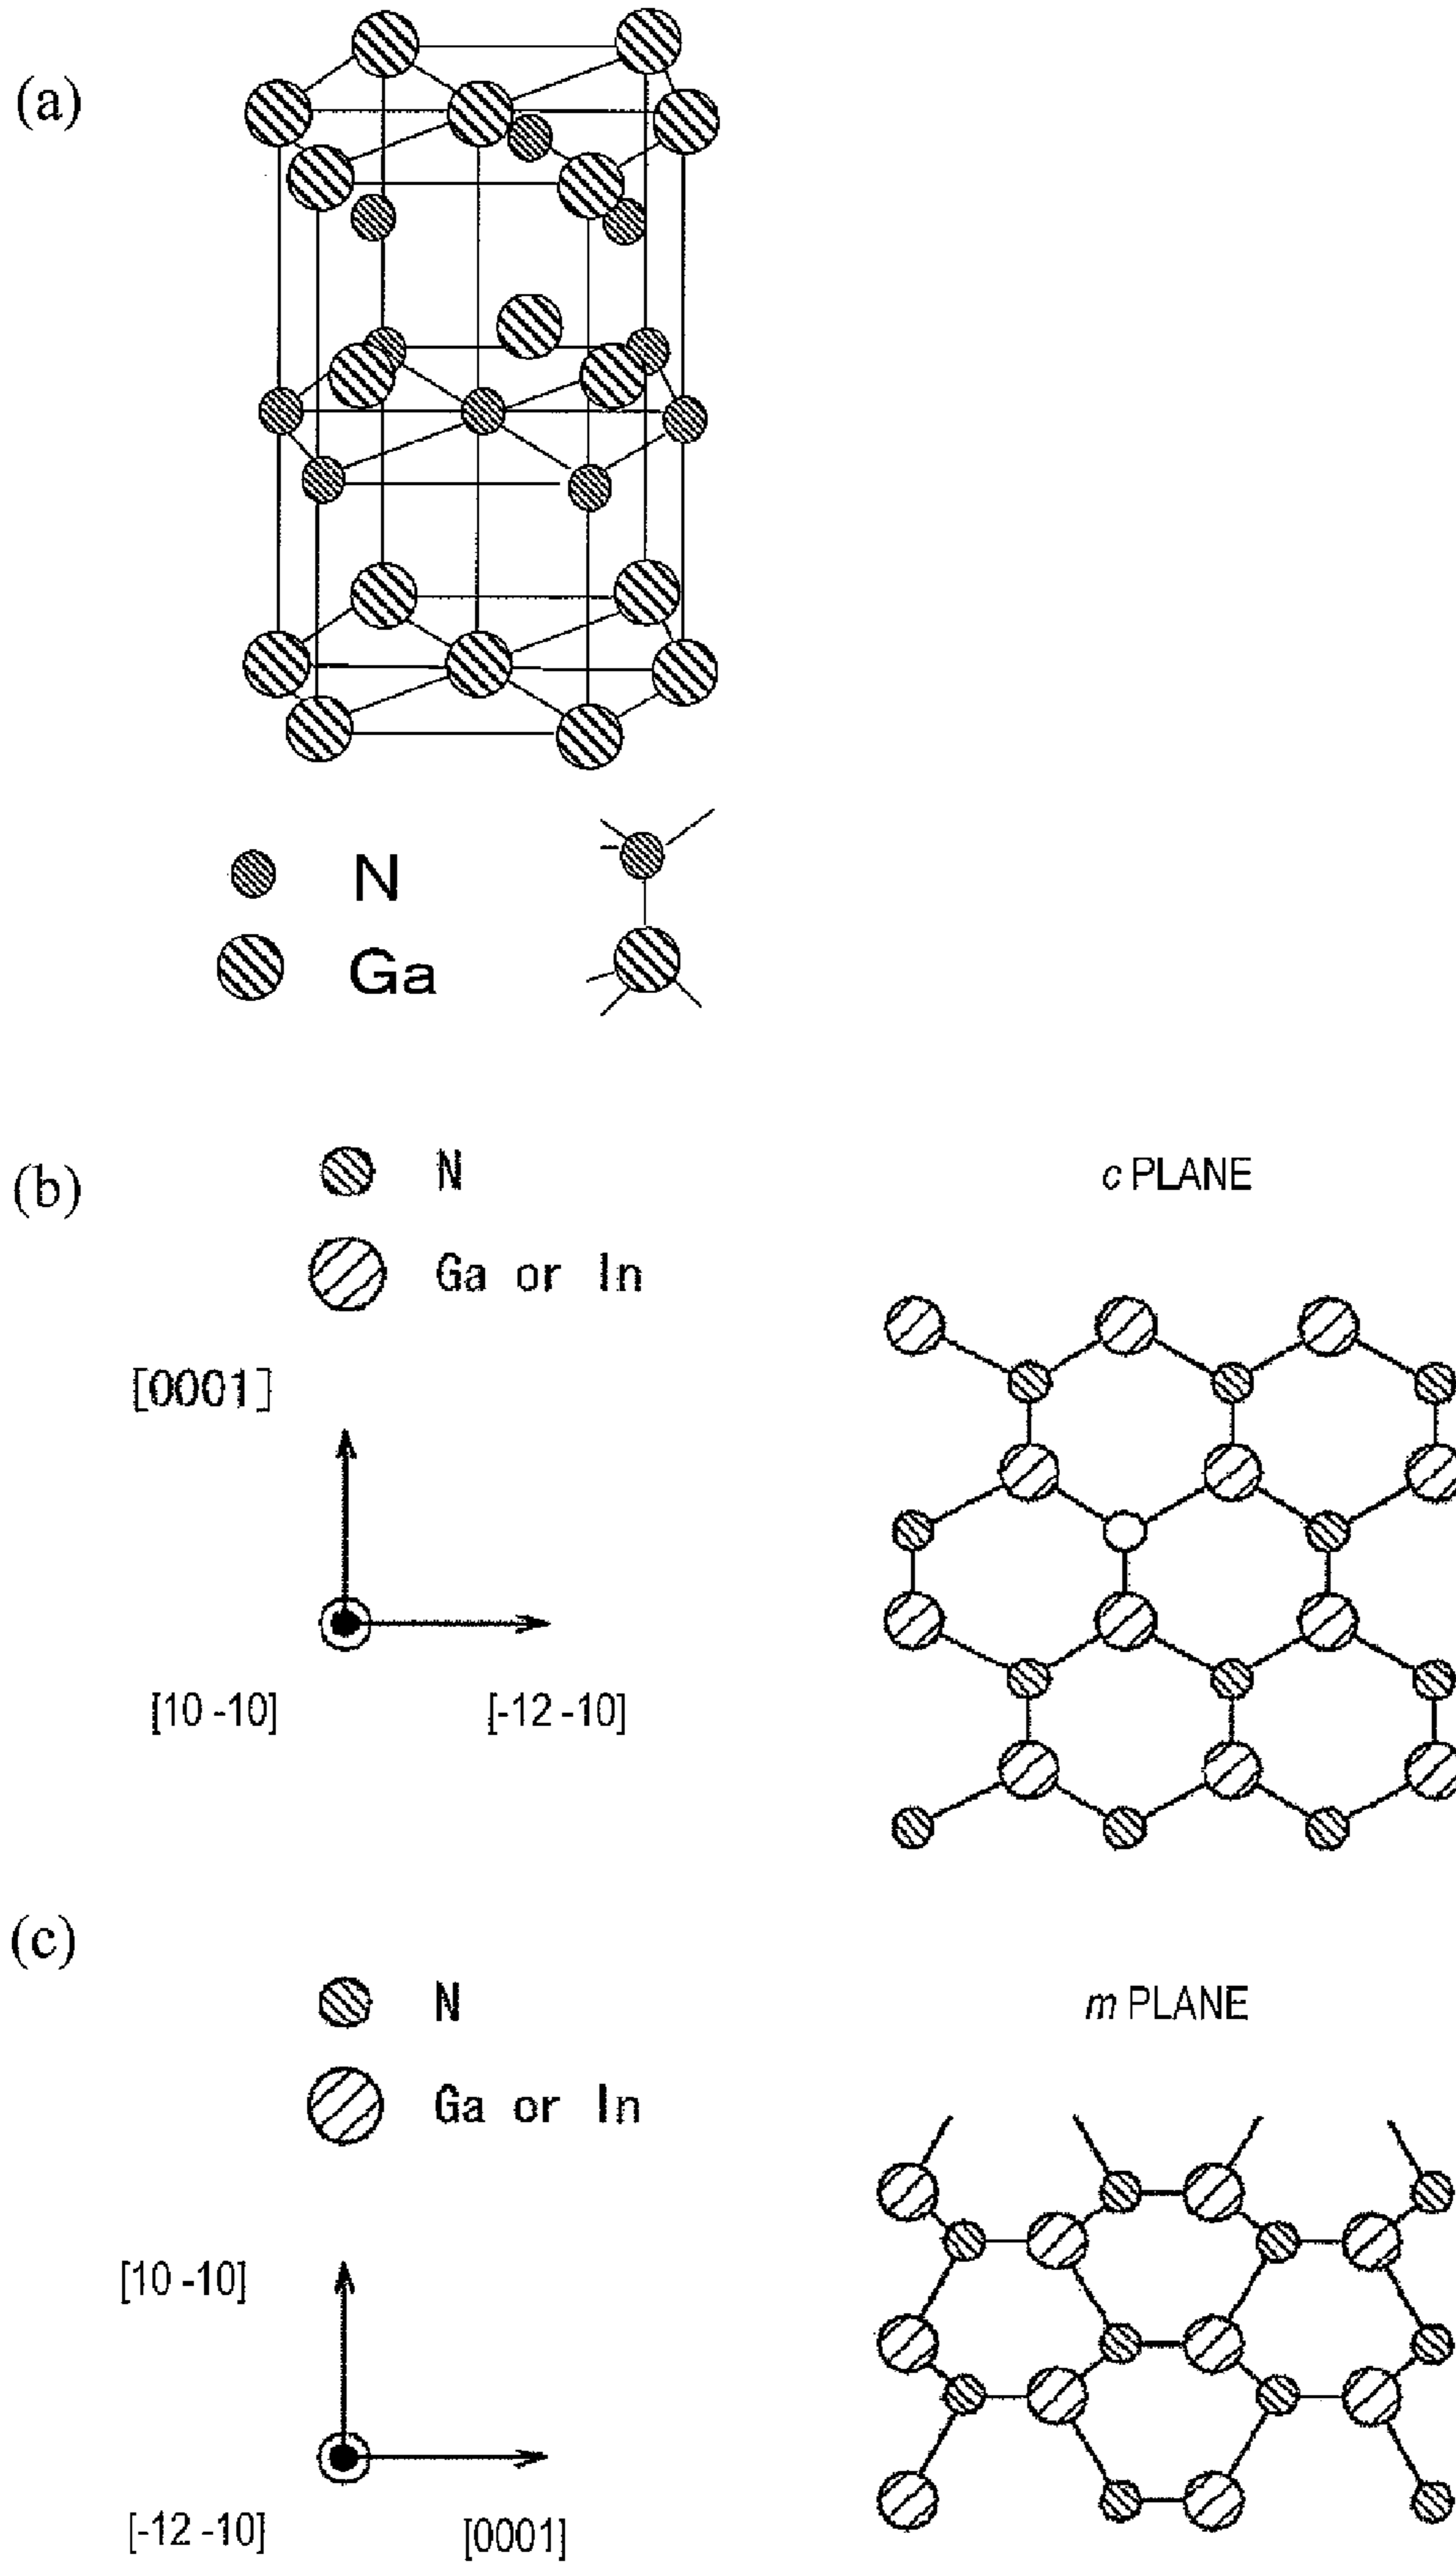 (a)
N
Ga
(b)
N
c PLANE
Ga or In
[0001]
[10 -10]
[-12 -10]
(c)
N
m PLANE
Ga or In
[10 -10]
[-12 -10]
[0001]